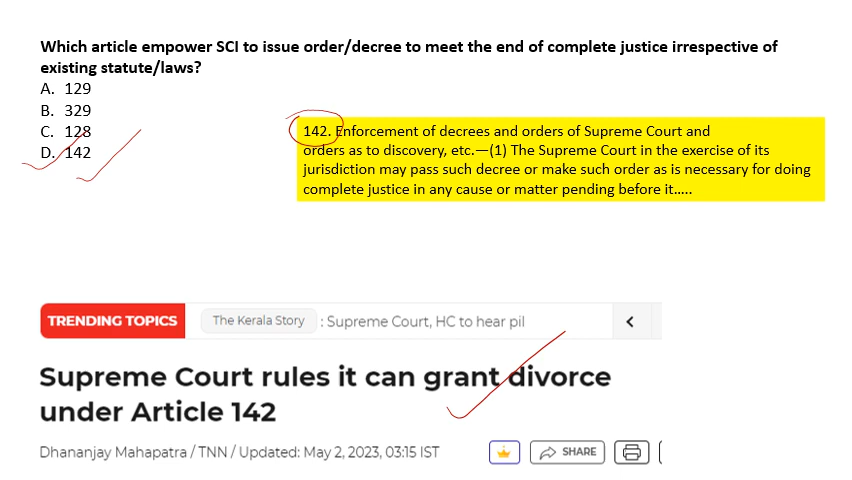 Which article empower SCI to issue order/decree to meet the end of complete justice irrespective of
existing statute/laws?
A. 129
B. 329
C. 128
D. 142
142. Enforcement of decrees and orders of Supreme Court and
orders as to discovery, etc.—(1) The Supreme Court in the exercise of its
jurisdiction may pass such decree or make such order as is necessary for doing
complete justice in any cause or matter pending before it…..
TRENDING TOPICS
The Kerala Story : Supreme Court, HC to hear pil
Supreme Court rules it can grant divorce
under Article 142
Dhananjay Mahapatra / TNN / Updated: May 2, 2023, 03:15 IST
SHARE